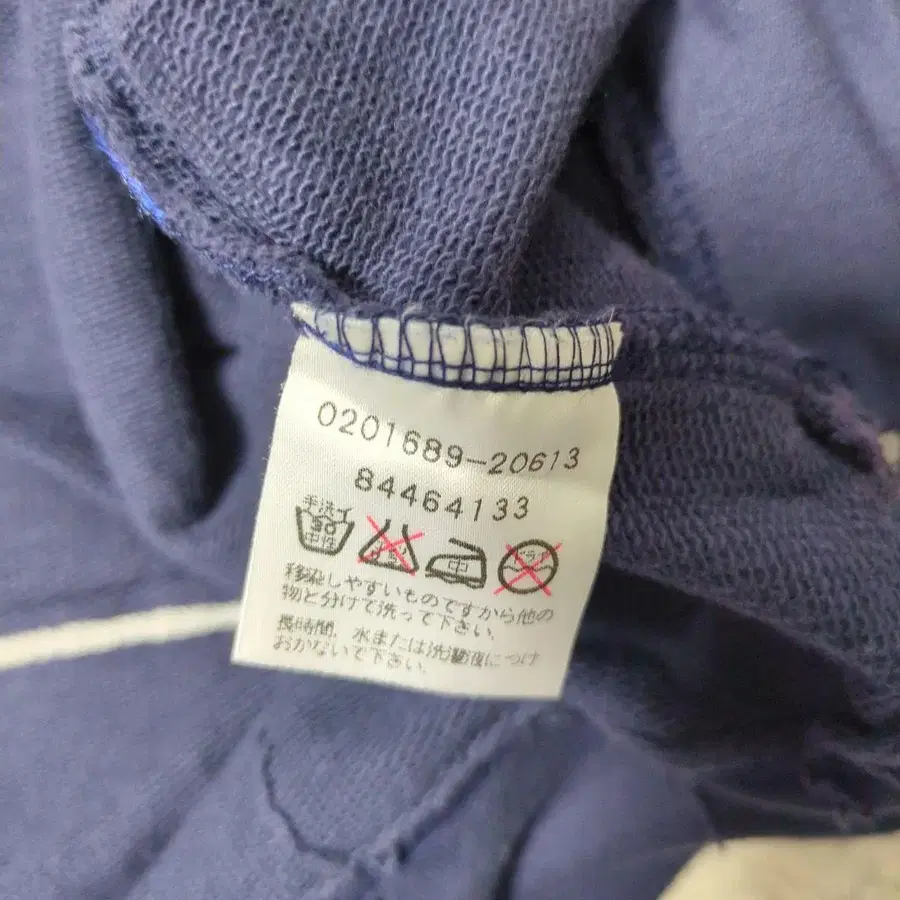 0201689-20613
84464133
手洗イ
30
中性
中
ドライ
移染しやすいものですから他の
物と分けて洗って下さい。
長時間、水または洗濯液につけ
おかないで下さい。